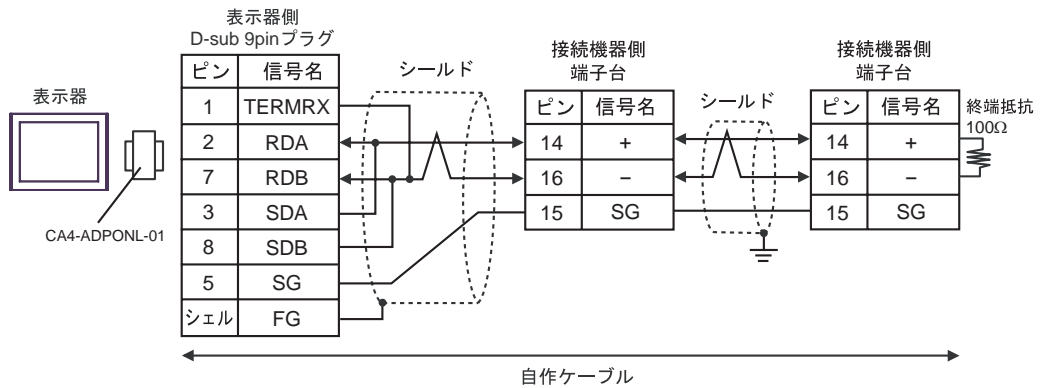 表示器側
D-sub 9pinプラグ
接続機器側
端子台
接続機器側
端子台
表示器
CA4-ADPONL-01
ピン 信号名
1 TERMRX
2 RDA
7 RDB
3 SDA
8 SDB
5 SG
シェル FG
シールド
ピン 信号名
14 +
16 −
15 SG
シールド
ピン 信号名
14 +
16 −
15 SG
終端抵抗
100Ω
自作ケーブル